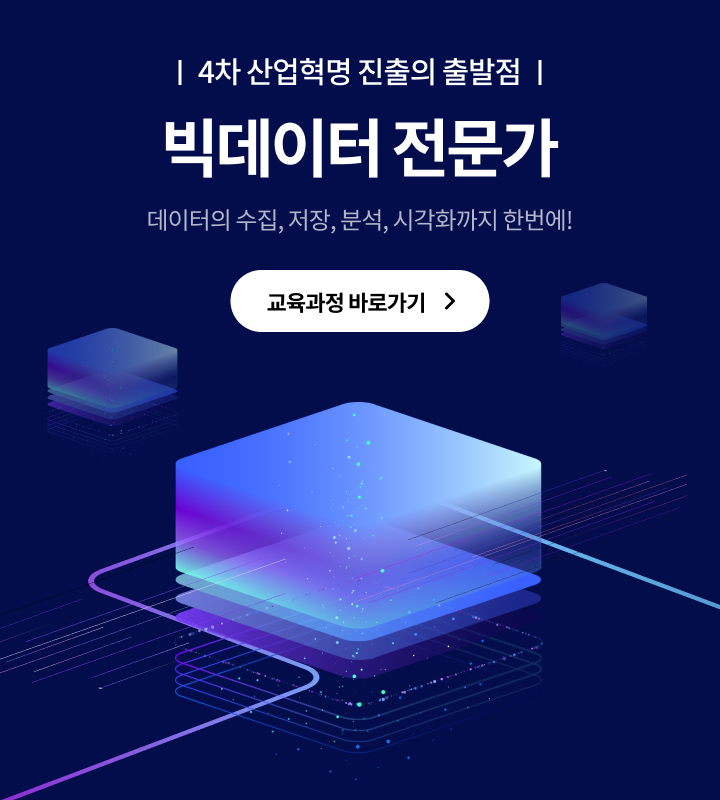 | 4차 산업혁명 진출의 출발점 |
빅데이터 전문가
데이터의 수집, 저장, 분석, 시각화까지 한번에!
교육과정 바로가기 >